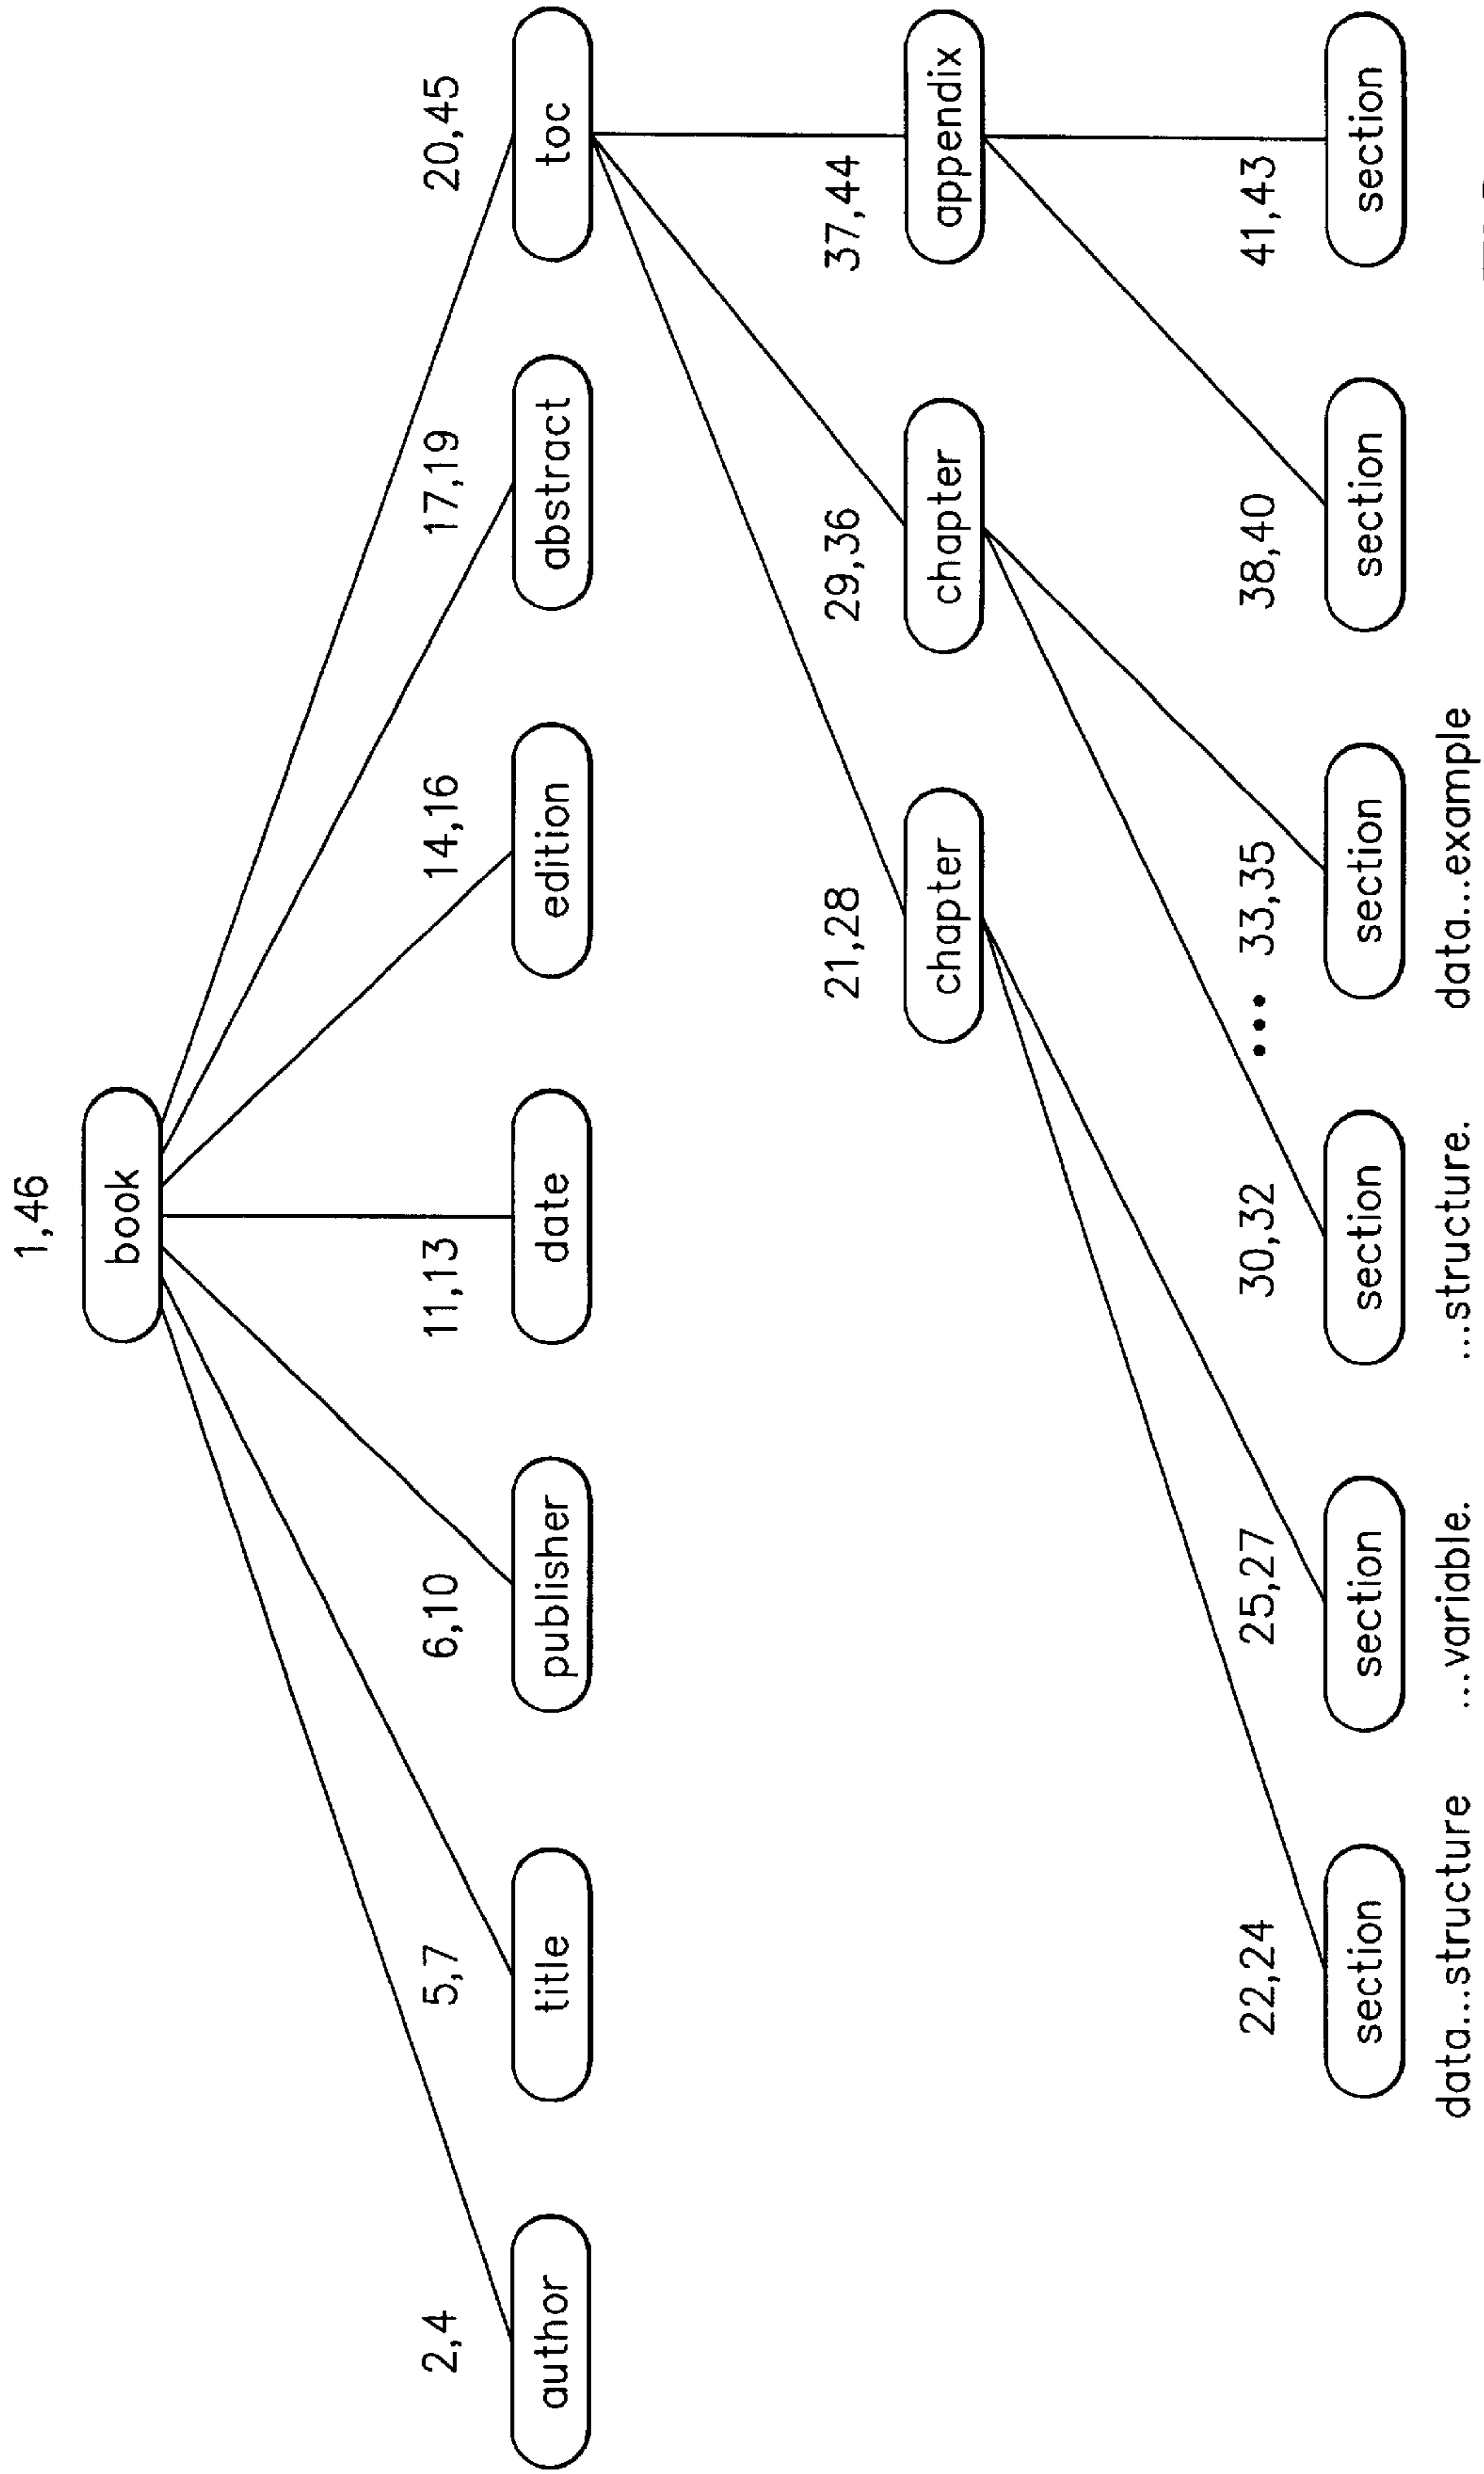 1,46
book
2,4
5,7
6,10
11,13
14,16
17,19
20,45
author
title
publisher
date
edition
abstract
toc
21,28
29,36
37,44
chapter
chapter
appendix
22,24
25,27
30,32
... 33,35
38,40
41,43
section
section
section
section
section
section
data...structure
...variable.
...structure.
data...example